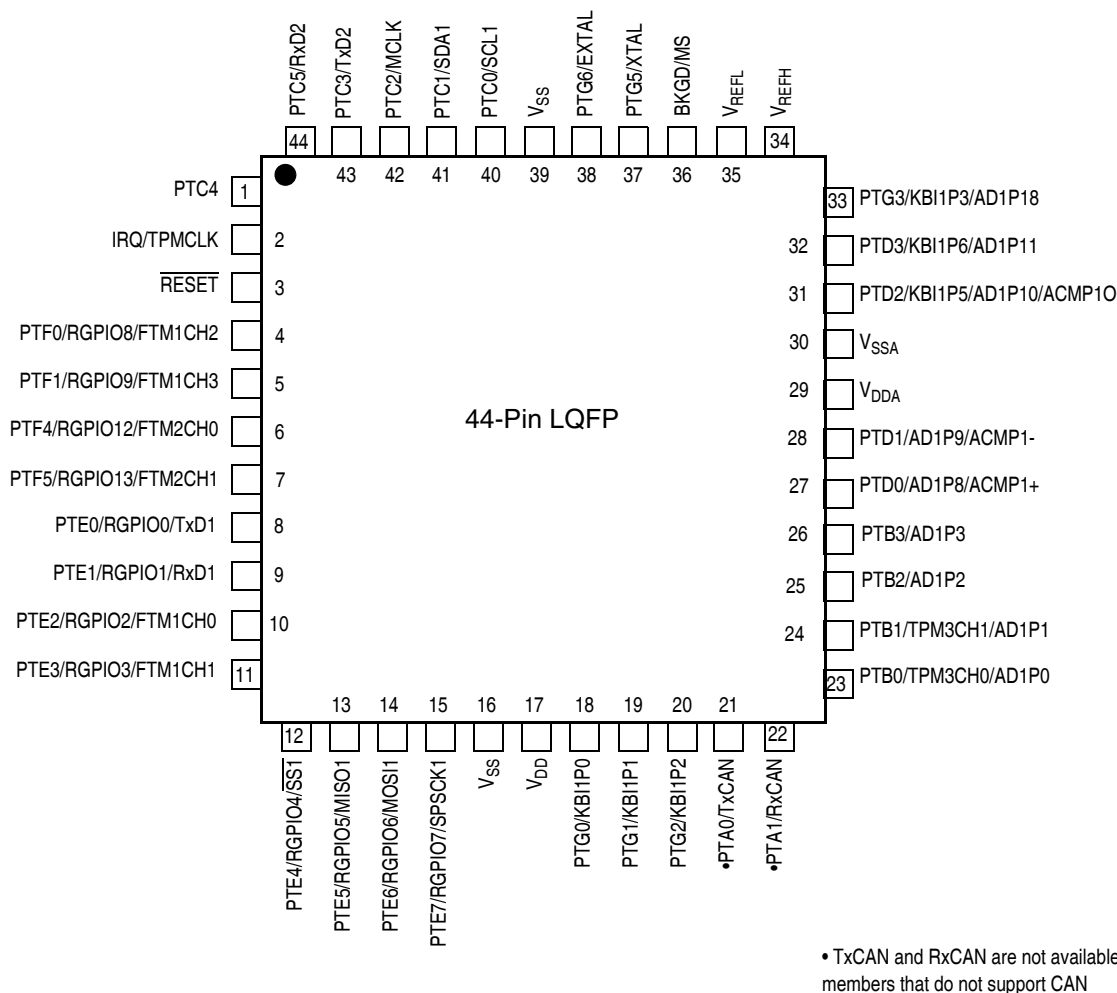 PTC5/RxD2
PTC3/TxD2
PTC2/MCLK
PTC1/SDA1
PTC0/SCL1
VSS
PTG6/EXTAL
PTG5/XTAL
BKGD/MS
VREFL
VREFH
44
43
42
41
40
39
38
37
36
35
34
PTC4 1
IRQ/TPMCLK 2
RESET 3
PTF0/RGPIO8/FTM1CH2 4
PTF1/RGPIO9/FTM1CH3 5
PTF4/RGPIO12/FTM2CH0 6
PTF5/RGPIO13/FTM2CH1 7
PTE0/RGPIO0/TxD1 8
PTE1/RGPIO1/RxD1 9
PTE2/RGPIO2/FTM1CH0 10
PTE3/RGPIO3/FTM1CH1 11
44-Pin LQFP
33 PTG3/KBI1P3/AD1P18
32 PTD3/KBI1P6/AD1P11
31 PTD2/KBI1P5/AD1P10/ACMP1O
30 VSSA
29 VDDA
28 PTD1/AD1P9/ACMP1-
27 PTD0/AD1P8/ACMP1+
26 PTB3/AD1P3
25 PTB2/AD1P2
24 PTB1/TPM3CH1/AD1P1
23 PTB0/TPM3CH0/AD1P0
12
13
14
15
16
17
18
19
20
21
22
PTE4/RGPIO4/SS1
PTE5/RGPIO5/MISO1
PTE6/RGPIO6/MOSI1
PTE7/RGPIO7/SPSCK1
VSS
VDD
PTG0/KBI1P0
PTG1/KBI1P1
PTG2/KBI1P2
•PTA0/TxCAN
•PTA1/RxCAN
• TxCAN and RxCAN are not available
members that do not support CAN